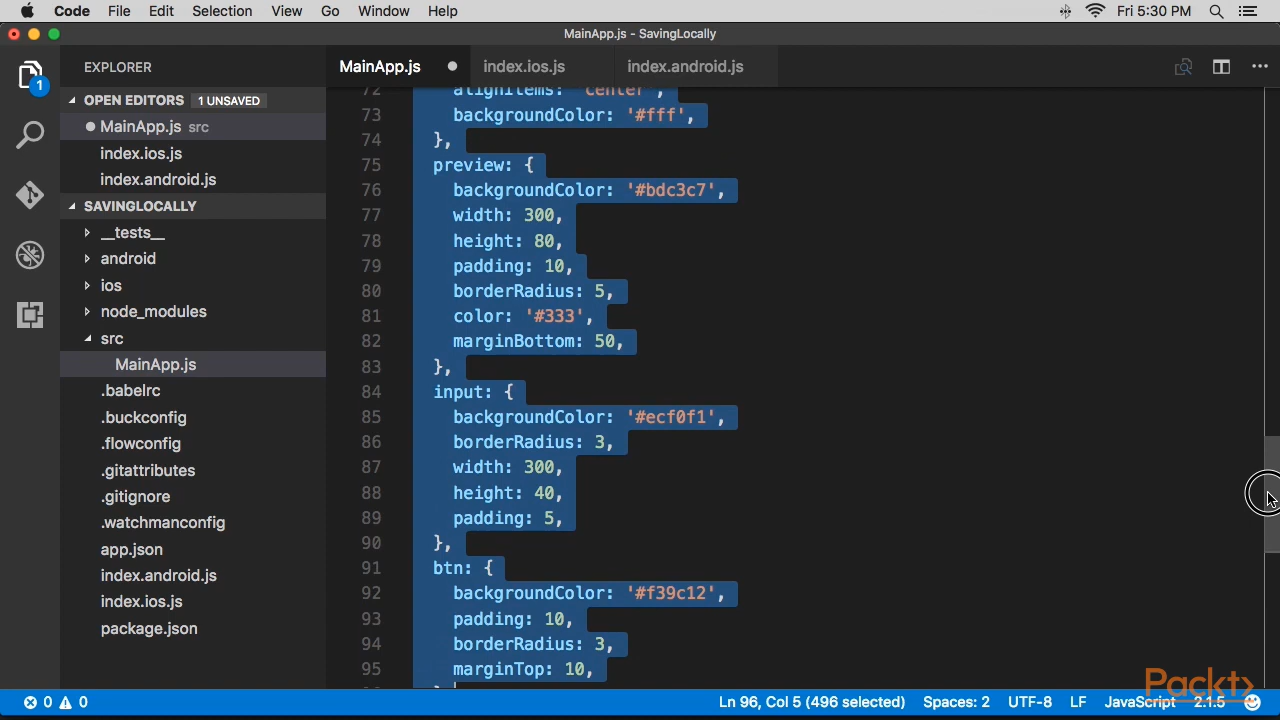 Code File Edit Selection View Go Window Help Fri 5:30 PM
MainApp.js - SavingLocally
EXPLORER
OPEN EDITORS 1 UNSAVED
MainApp.js src
index.ios.js
index.android.js
SAVINGLOCALLY
__tests__
android
ios
node_modules
src
MainApp.js
.babelrc
.buckconfig
.flowconfig
.gitattributes
.gitignore
.watchmanconfig
app.json
index.android.js
index.ios.js
package.json
1
MainApp.js index.ios.js index.android.js
72 alignItems: 'center',
73 backgroundColor: '#fff',
74 },
75 preview: {
76 backgroundColor: '#bdc3c7',
77 width: 300,
78 height: 80,
79 padding: 10,
80 borderRadius: 5,
81 color: '#333',
82 marginBottom: 50,
83 },
84 input: {
85 backgroundColor: '#ecf0f1',
86 borderRadius: 3,
87 width: 300,
88 height: 40,
89 padding: 5,
90 },
91 btn: {
92 backgroundColor: '#f39c12',
93 padding: 10,
94 borderRadius: 3,
95 marginTop: 10,
Packt>
0 0 Ln 96, Col 5 (496 selected) Spaces: 2 UTF-8 LF JavaScript 2.1.5